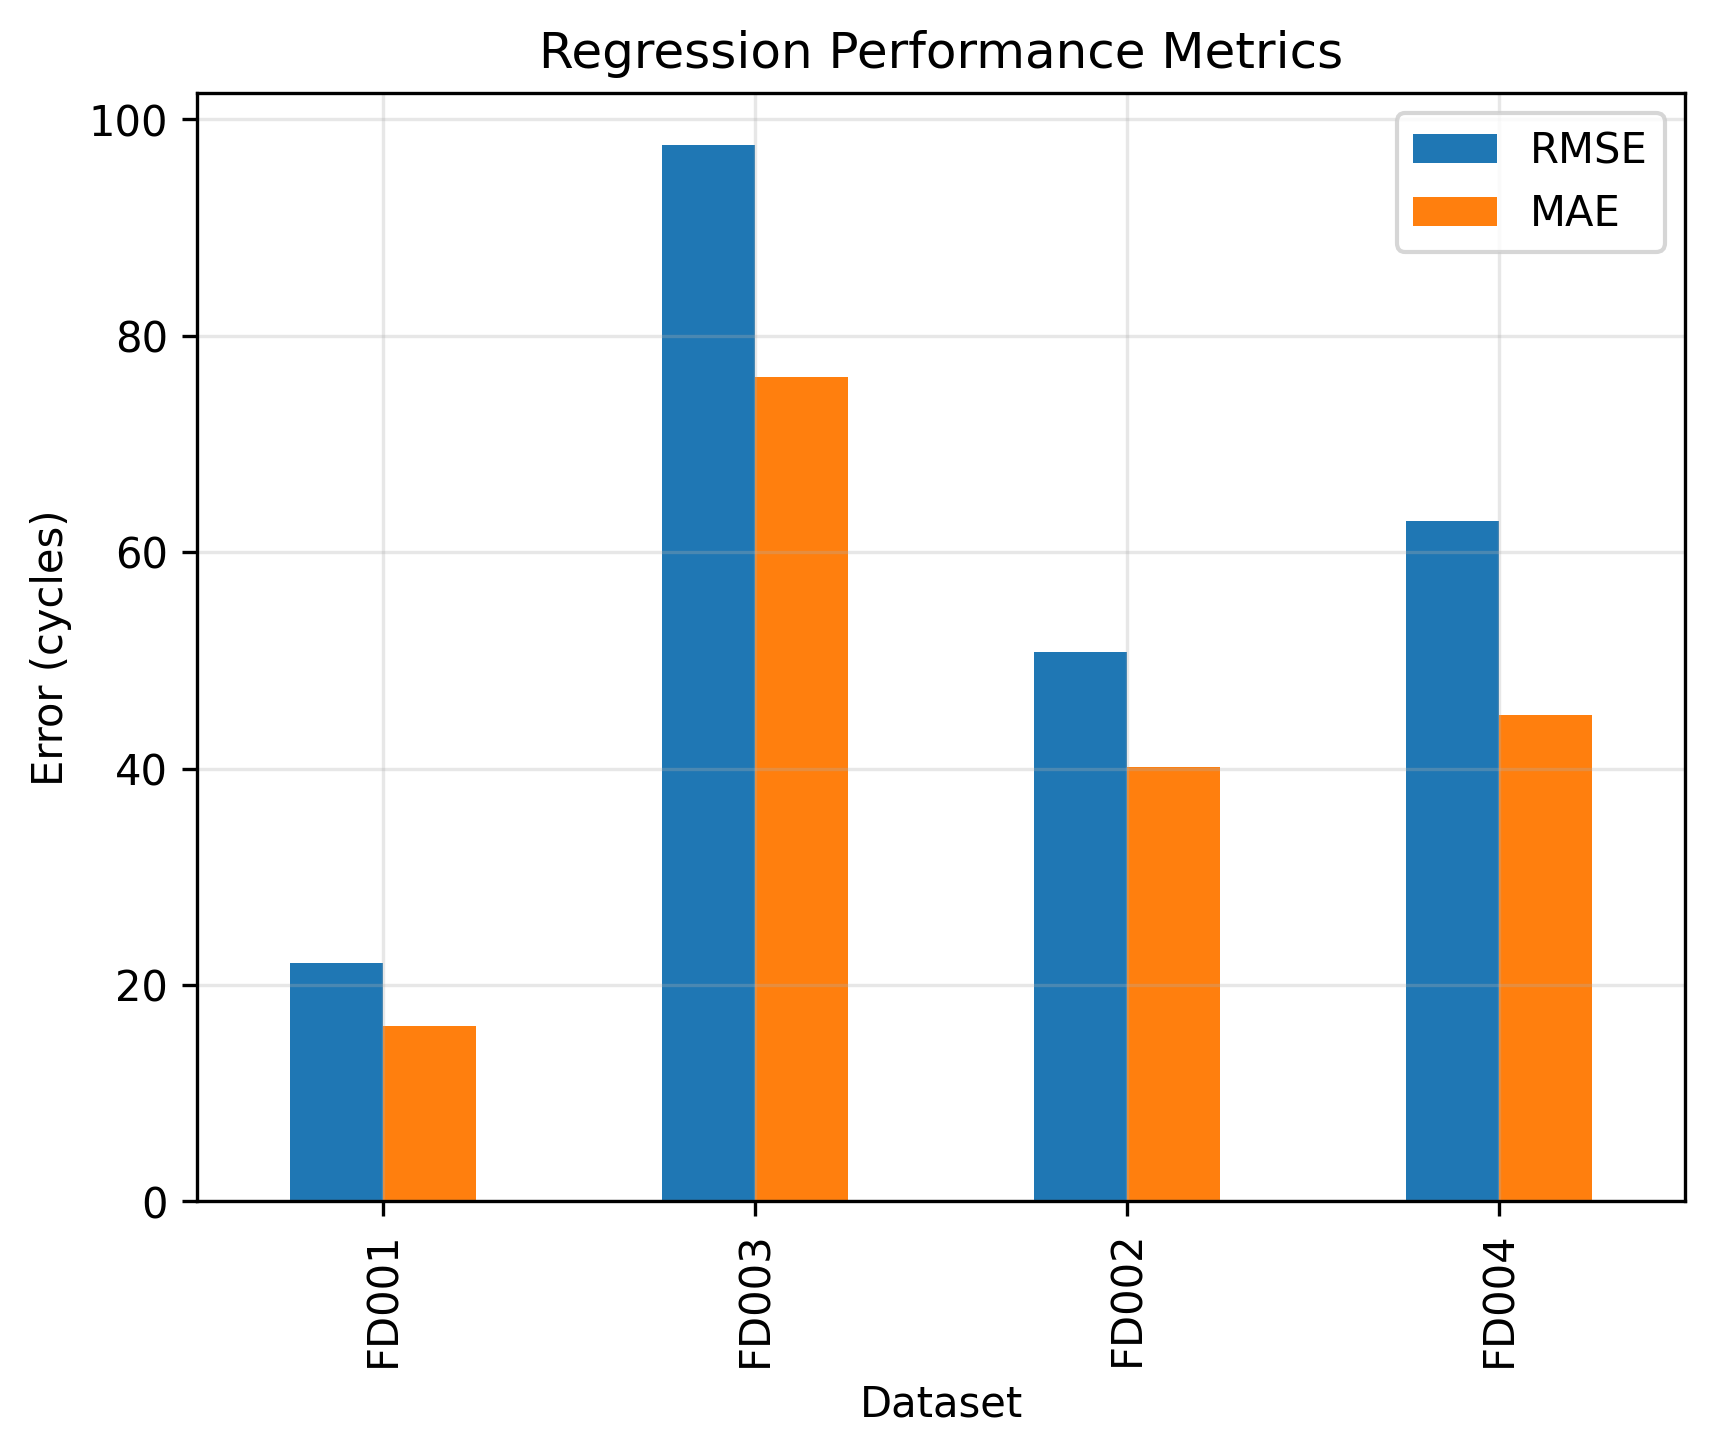 Regression Performance Metrics
RMSE
MAE
100
80
60
40
20
0
Error (cycles)
FD001
FD003
FD002
FD004
Dataset